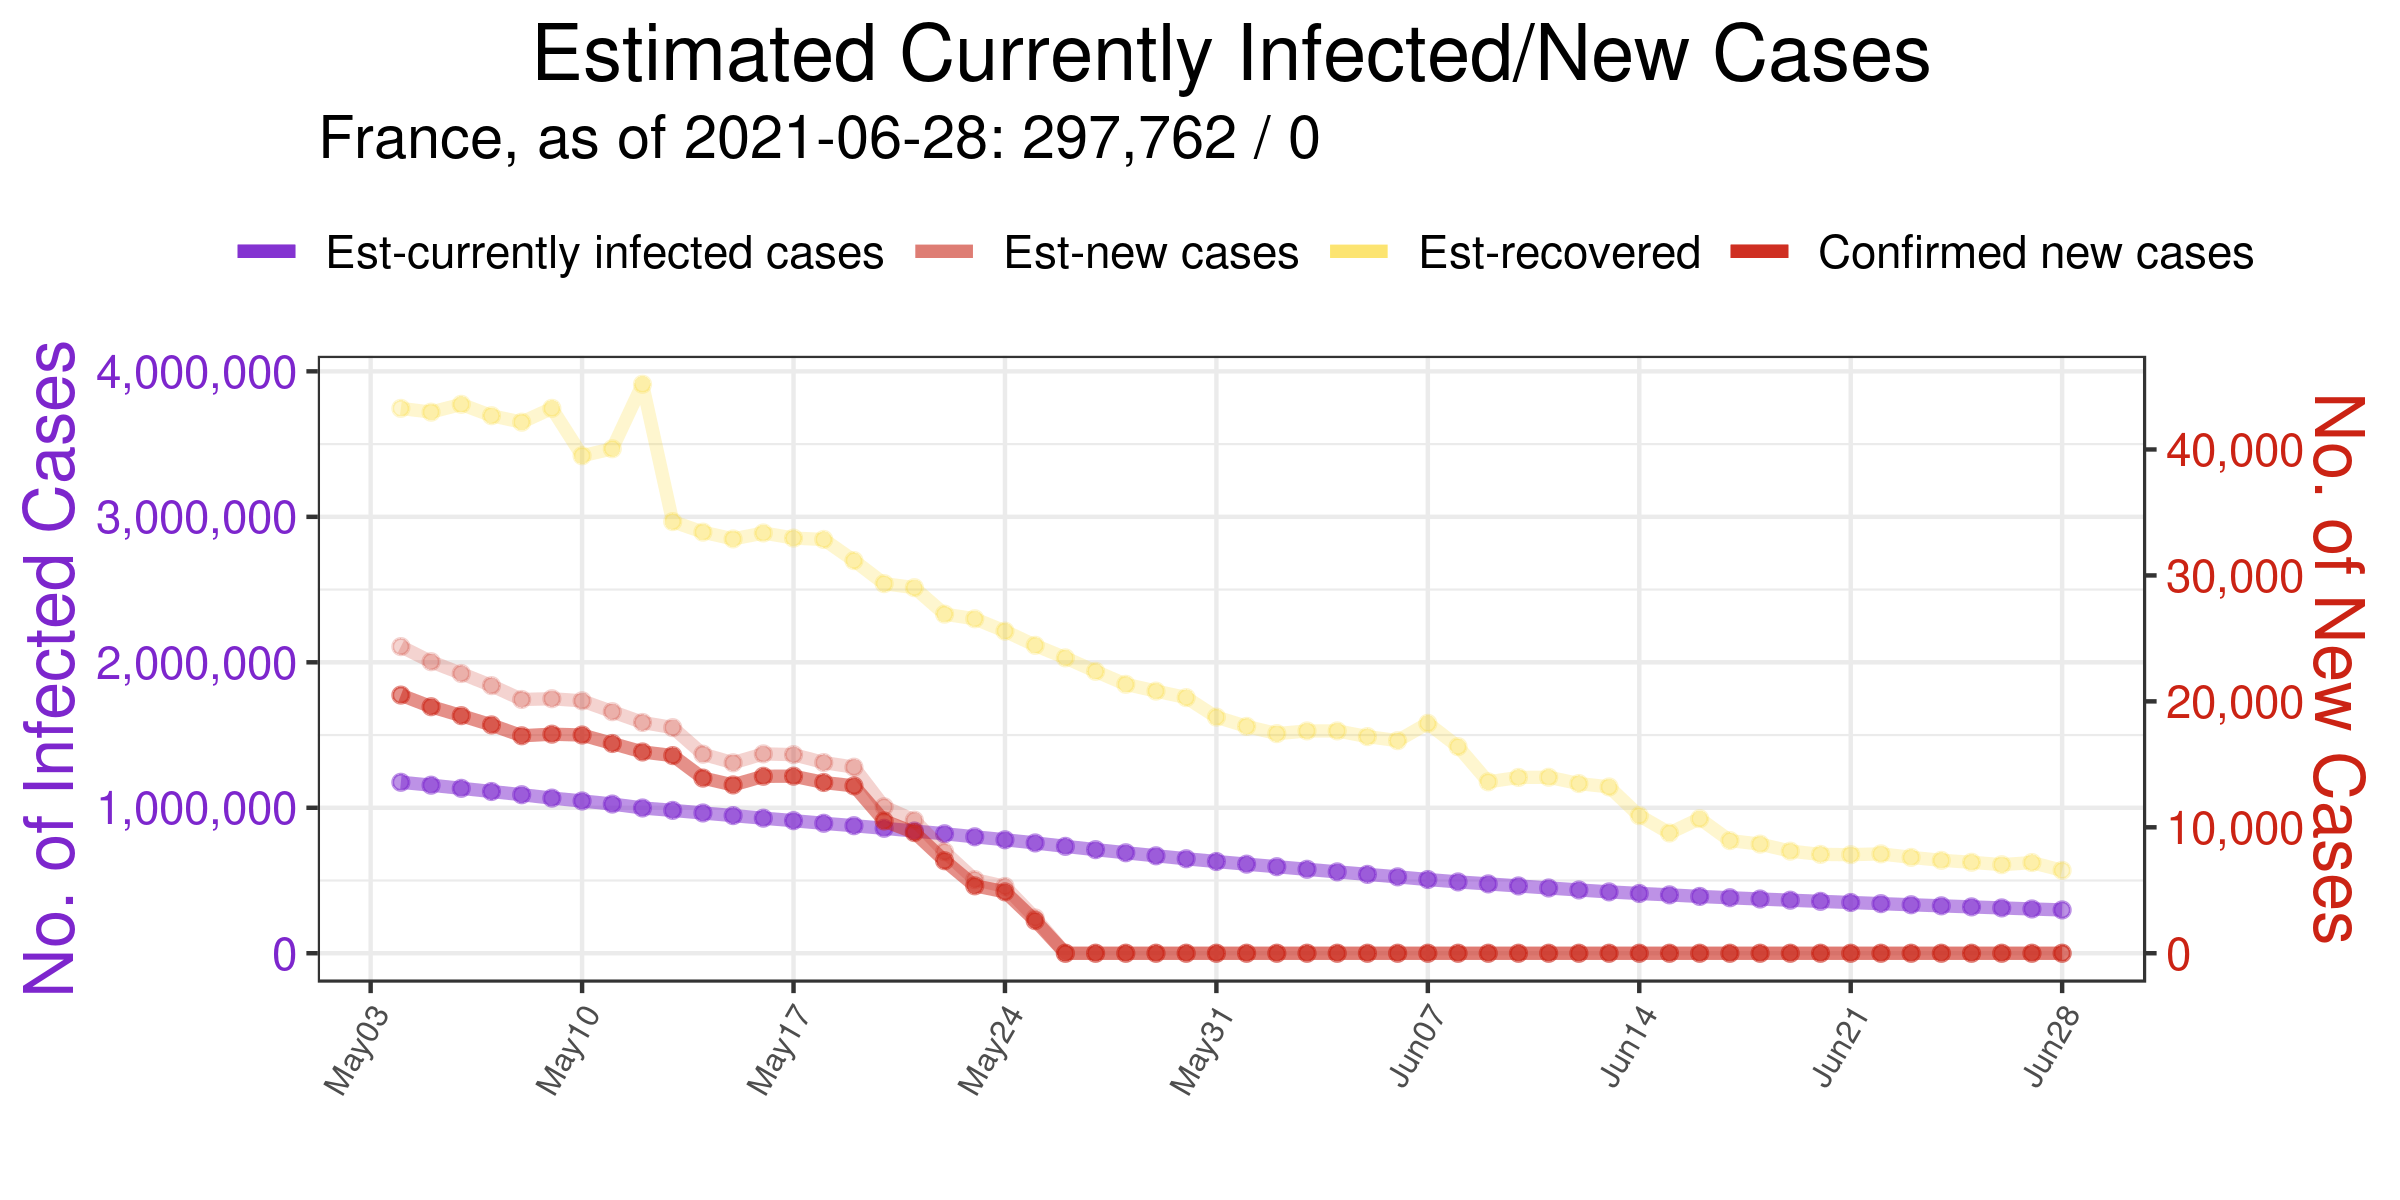 Estimated Currently Infected/New Cases
France, as of 2021-06-28: 297,762 / 0
Est-currently infected cases Est-new cases Est-recovered Confirmed new cases
No. of Infected Cases
4,000,000
3,000,000
2,000,000
1,000,000
0
40,000
30,000
20,000
10,000
0
No. of New Cases
May03 May10 May17 May24 May31 Jun07 Jun14 Jun21 Jun28